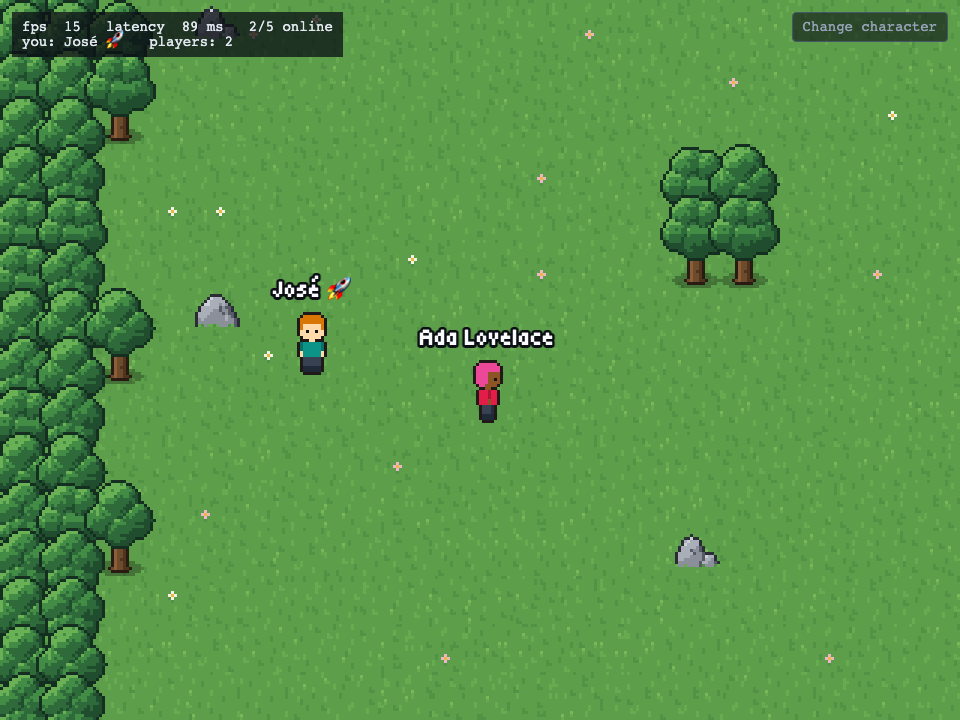 fps 15 latency 89 ms 2/5 online
you: José 🚀 players: 2
Change character
José 🚀
Ada Lovelace